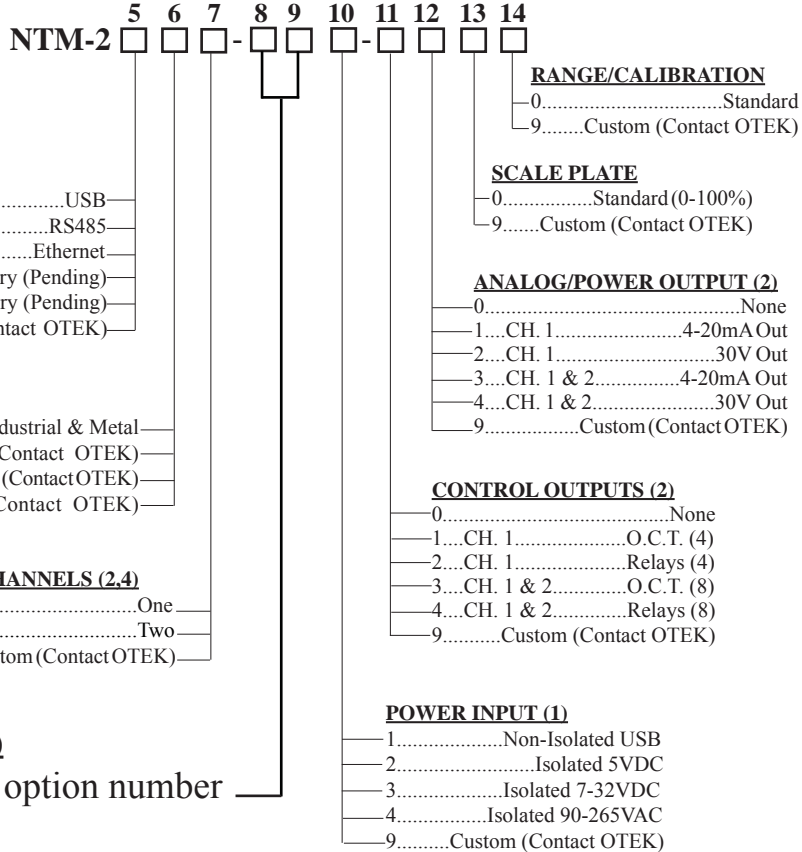 5 6 7 8 9 10 11 12 13 14
NTM-2 - -
RANGE/CALIBRATION
0..............................Standard
9........Custom (Contact OTEK)
SCALE PLATE
0................Standard (0-100%)
9.......Custom (Contact OTEK)
.............USB
..........RS485
.........Ethernet
ry (Pending)
ry (Pending)
ntact OTEK)
ANALOG/POWER OUTPUT (2)
0.........................................None
1....CH. 1....................4-20mA Out
2....CH. 1..........................30V Out
3....CH. 1 & 2...............4-20mA Out
4....CH. 1 & 2....................30V Out
9.................Custom (Contact OTEK)
dustrial & Metal
Contact OTEK)
(Contact OTEK)
Contact OTEK)
CONTROL OUTPUTS (2)
0....................................None
1....CH. 1..................O.C.T. (4)
2....CH. 1..................Relays (4)
3....CH. 1 & 2............O.C.T. (8)
4....CH. 1 & 2............Relays (8)
9...........Custom (Contact OTEK)
HANNELS (2,4)
......................One
......................Two
tom (Contact OTEK)
)
option number
POWER INPUT (1)
1...................Non-Isolated USB
2.........................Isolated 5VDC
3....................Isolated 7-32VDC
4.................Isolated 90-265VAC
9..........Custom (Contact OTEK)